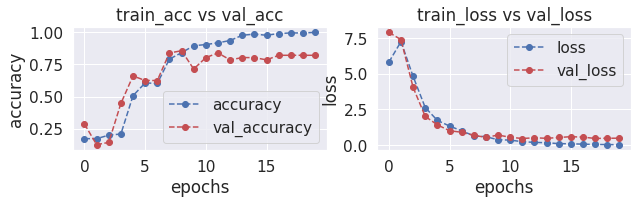 train_acc vs val_acc
1.00
0.75
0.50
0.25
accuracy
accuracy
val_accuracy
0 5 10 15
epochs
train_loss vs val_loss
7.5
5.0
2.5
0.0
loss
loss
val_loss
0 5 10 15
epochs